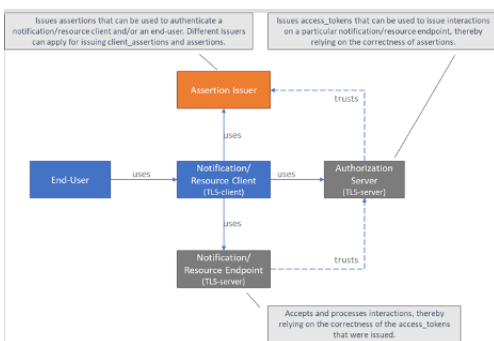 Issues assertions that can be used to authenticate a
notification/resource client and/or an end-user. Different Issuers
can apply for issuing client_assertions and assertions.
Issues access_tokens that can be used to issue interactions
on a particular notification/resource endpoint, thereby
relying on the correctness of assertions.
Assertion Issuer
trusts
uses
End-User
uses
Notification/
Resource Client
(TLS-client)
uses
Authorization
Server
(TLS-server)
uses
Notification/
Resource Endpoint
(TLS-server)
trusts
Accepts and processes interactions, thereby
relying on the correctness of the access_tokens
that were issued.